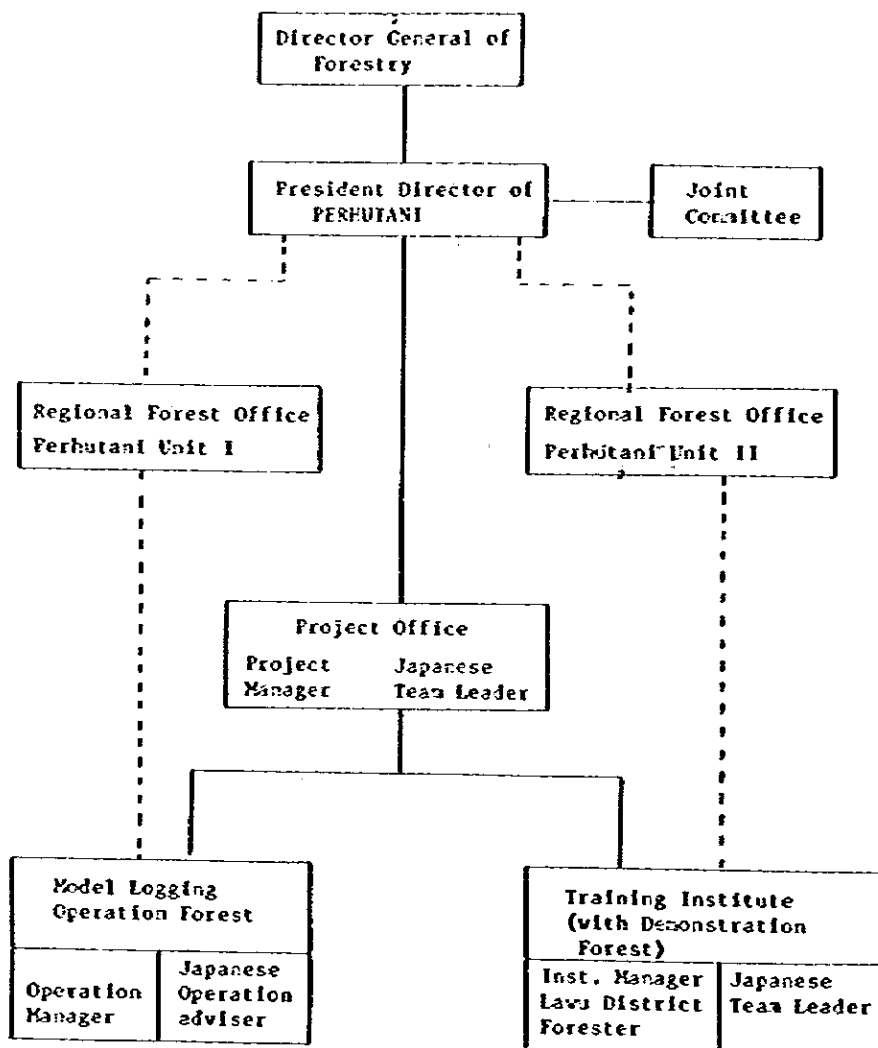 Director General of
Forestry
President Director of
PERHUTANI
Joint
Committee
Regional Forest Office
Perhutani Unit I
Regional Forest Office
Perhutani Unit II
Project Office
Project
Manager
Japanese
Team Leader
Model Logging
Operation Forest
Operation
Manager
Japanese
Operation
adviser
Training Institute
(with Demonstration
Forest)
Inst. Manager
Lawu District
Forester
Japanese
Team Leader